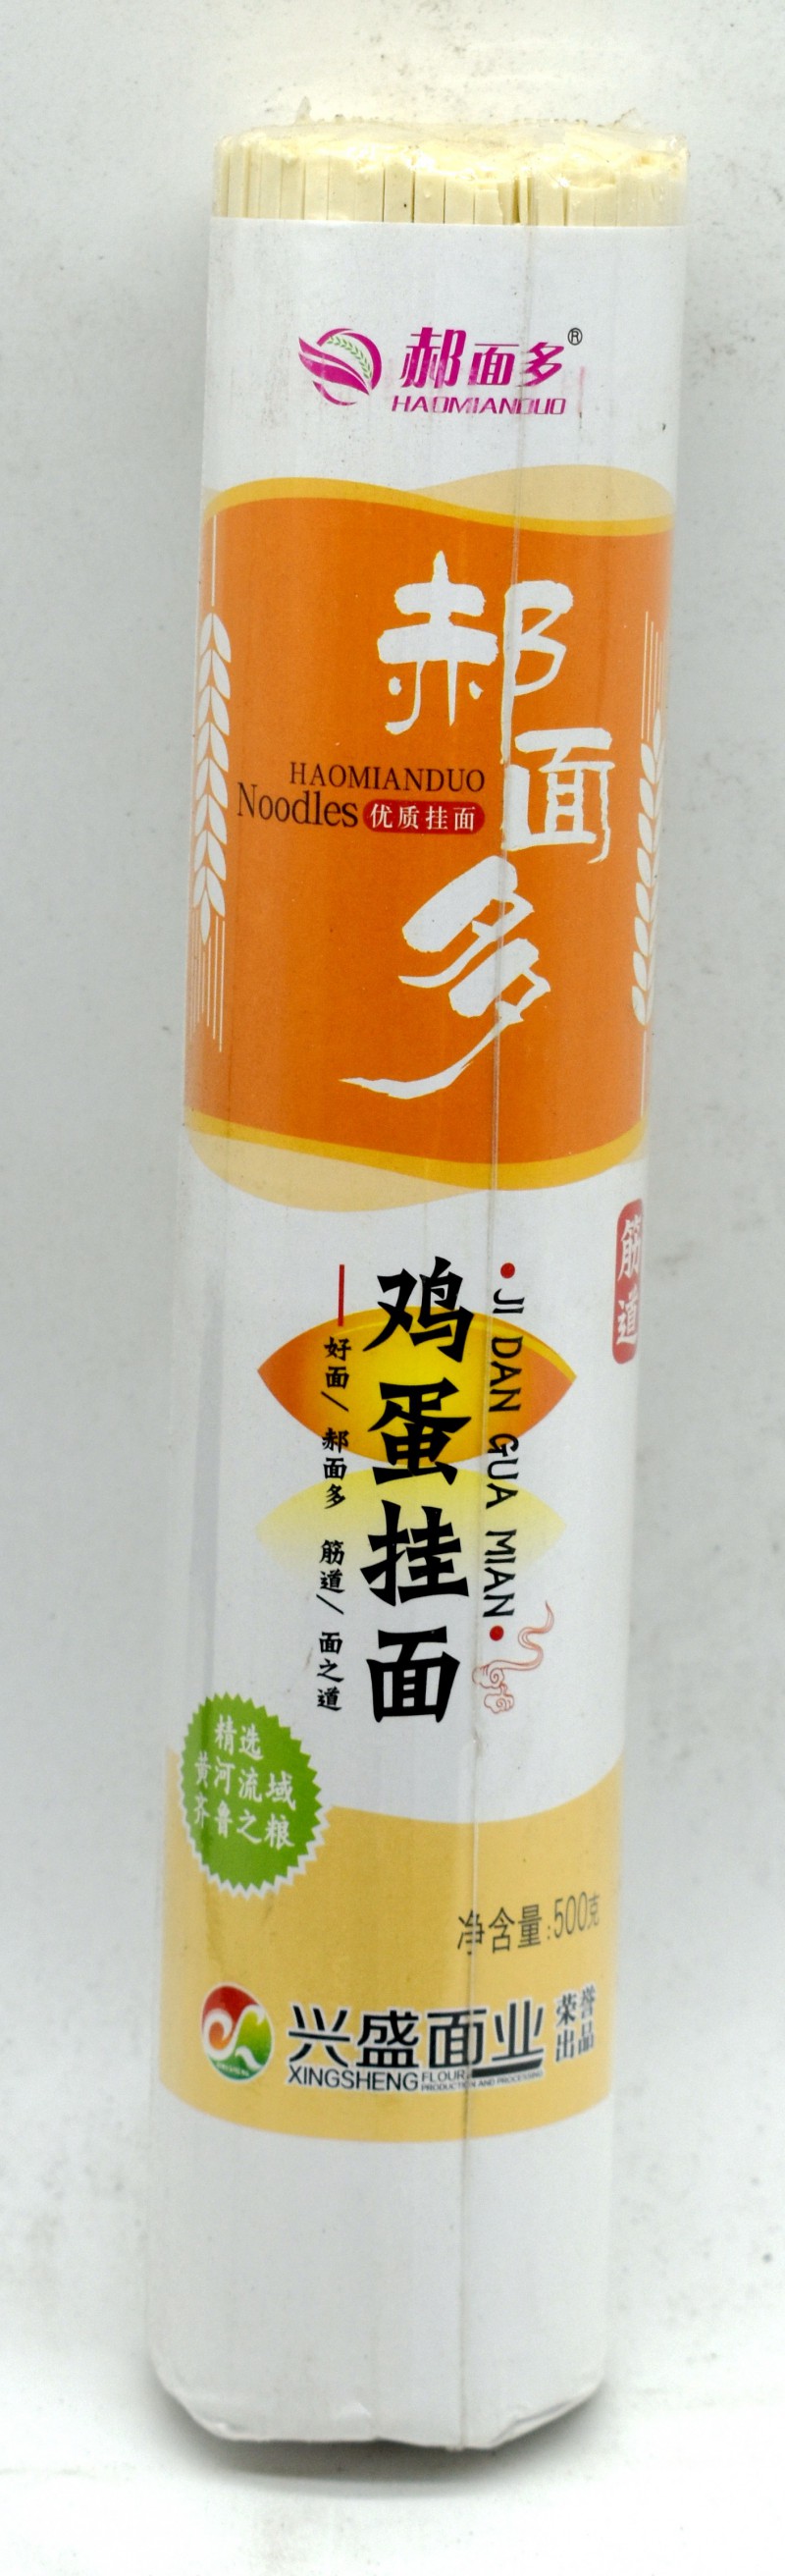 郝面多®
HAOMIANDUO
郝面多
HAOMIANDUO
Noodles 优质挂面
筋道
鸡蛋挂面
JI DAN GUA MIAN
好面/郝面多 筋道/面之道
精选
黄河流域
齐鲁之粮
净含量:500克
兴盛面业 荣誉出品
XINGSHENG FLOUR PRODUCTION AND PROCESSING